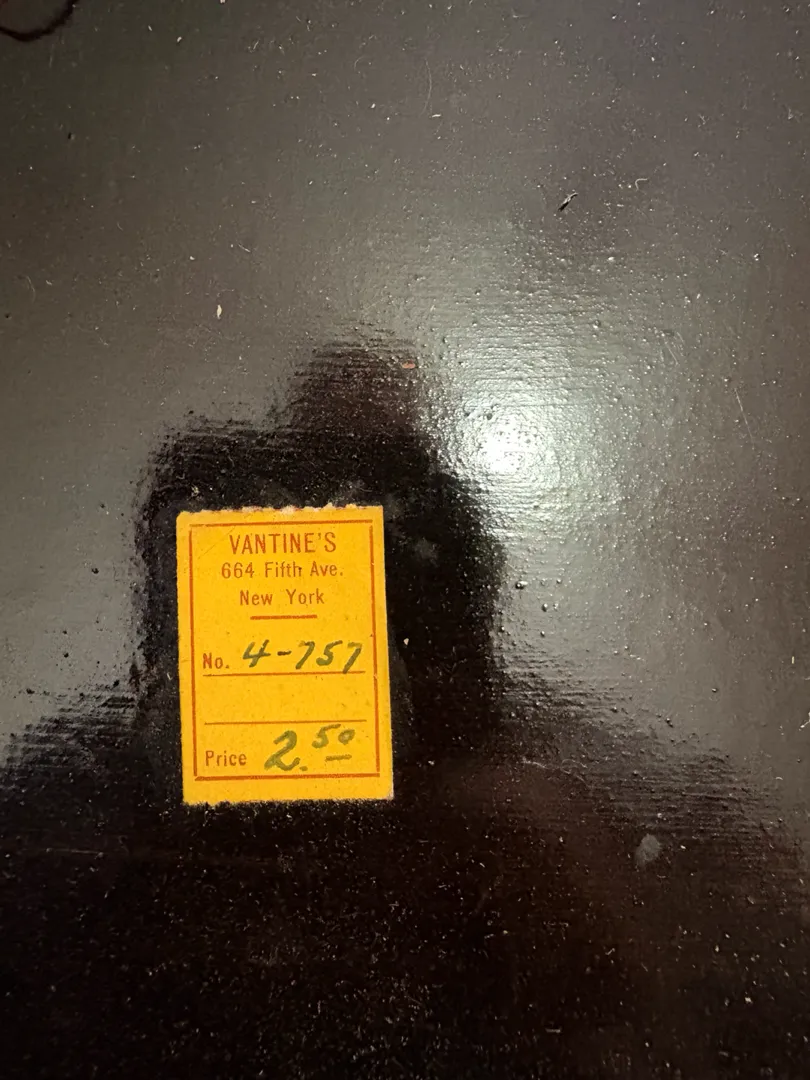 VANTINE'S
664 Fifth Ave.
New York
No. 4-757
Price 2.50